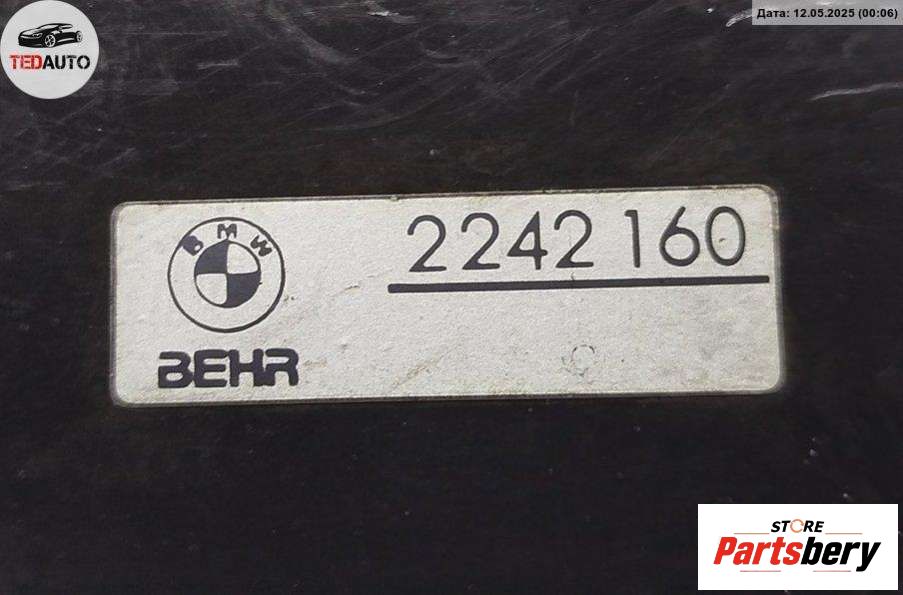 TEDAUTO
Дата: 12.05.2025 (00:06)
BMW
2242 160
BEHR
STORE
Partsbery